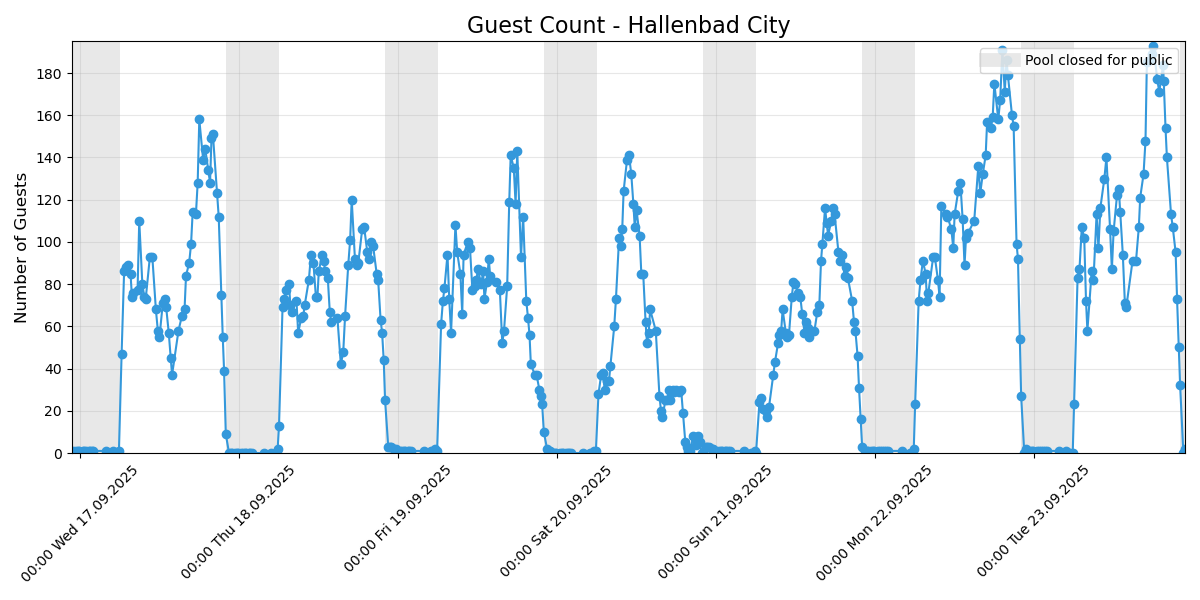 Guest Count - Hallenbad City
Pool closed for public
Number of Guests
180
160
140
120
100
80
60
40
20
0
00:00 Wed 17.09.2025
00:00 Thu 18.09.2025
00:00 Fri 19.09.2025
00:00 Sat 20.09.2025
00:00 Sun 21.09.2025
00:00 Mon 22.09.2025
00:00 Tue 23.09.2025